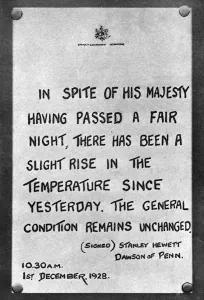 IN SPITE OF HIS MAJESTY
HAVING PASSED A FAIR
NIGHT, THERE HAS BEEN A
SLIGHT RISE IN THE
TEMPERATURE SINCE
YESTERDAY. THE GENERAL
CONDITION REMAINS UNCHANGED.
(SIGNED) STANLEY HEWETT
DAWSON OF PENN.
10.30 A.M.
1ST DECEMBER, 1928.